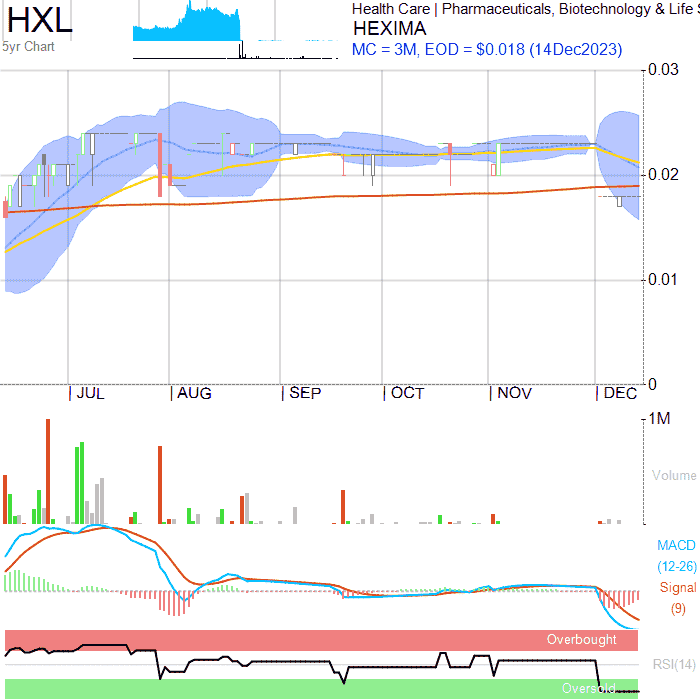 HXL
5yr Chart
Health Care | Pharmaceuticals, Biotechnology & Life
HEXIMA
MC = 3M, EOD = $0.018 (14Dec2023)
0.03
0.02
0.01
0
| JUL | AUG | SEP | OCT | NOV | DEC
1M
Volume
MACD
(12-26)
Signal
(9)
Overbought
RSI(14)
Oversold